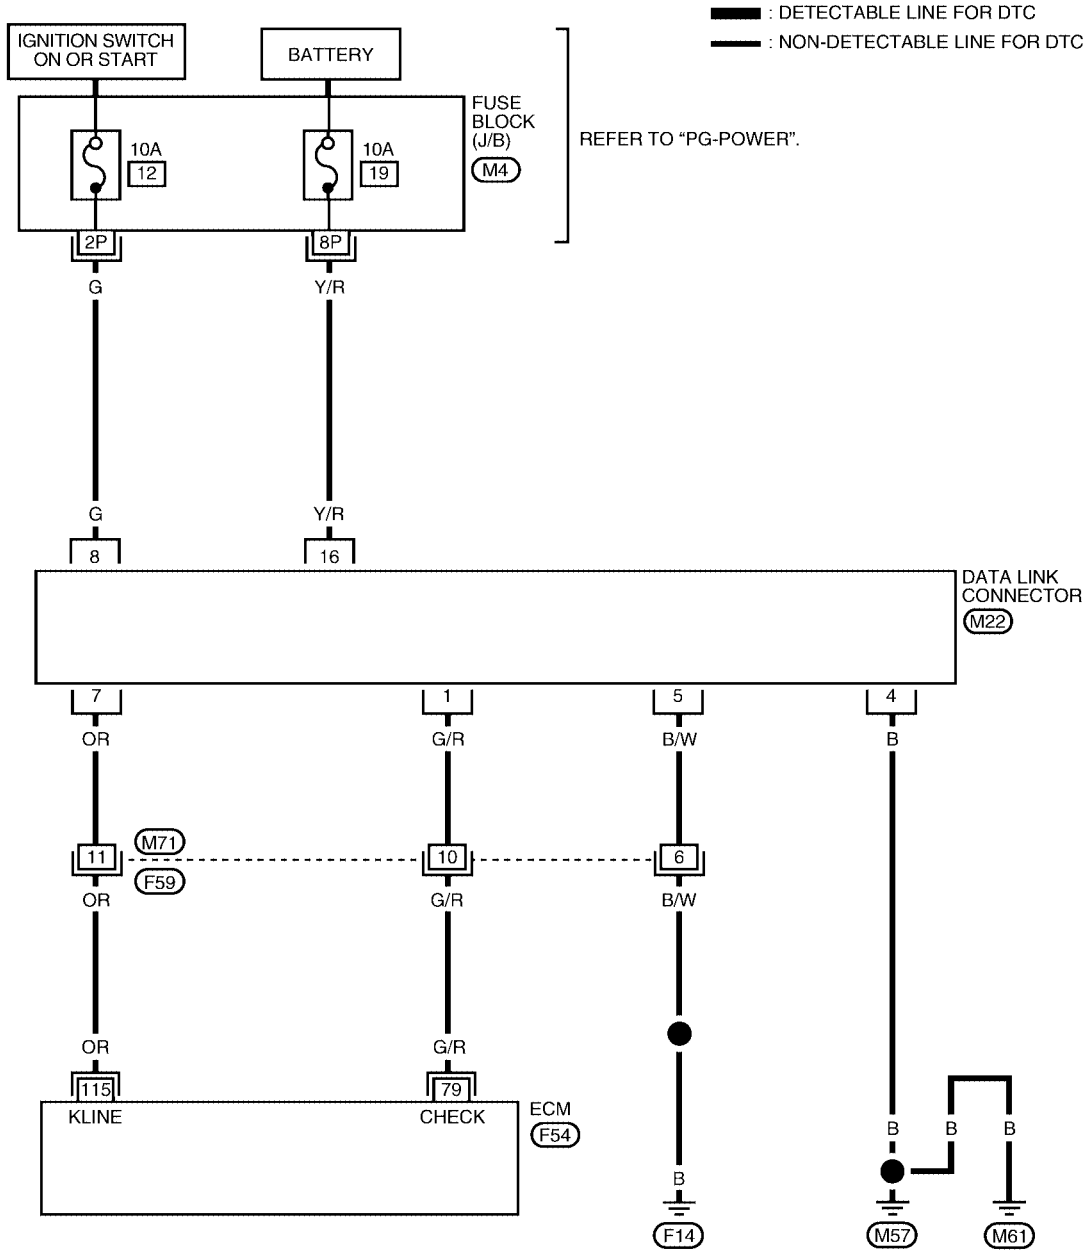 : DETECTABLE LINE FOR DTC
: NON-DETECTABLE LINE FOR DTC
IGNITION SWITCH
ON OR START
BATTERY
FUSE
BLOCK
(J/B)
M4
REFER TO “PG-POWER”.
10A
12
10A
19
2P
8P
G
Y/R
G
Y/R
8
16
DATA LINK
CONNECTOR
M22
7
1
5
4
OR
G/R
B/W
B
M71
11
10
6
F59
OR
G/R
B/W
OR
G/R
115
79
KLINE
CHECK
ECM
F54
B
B
B
B
F14
M57
M61